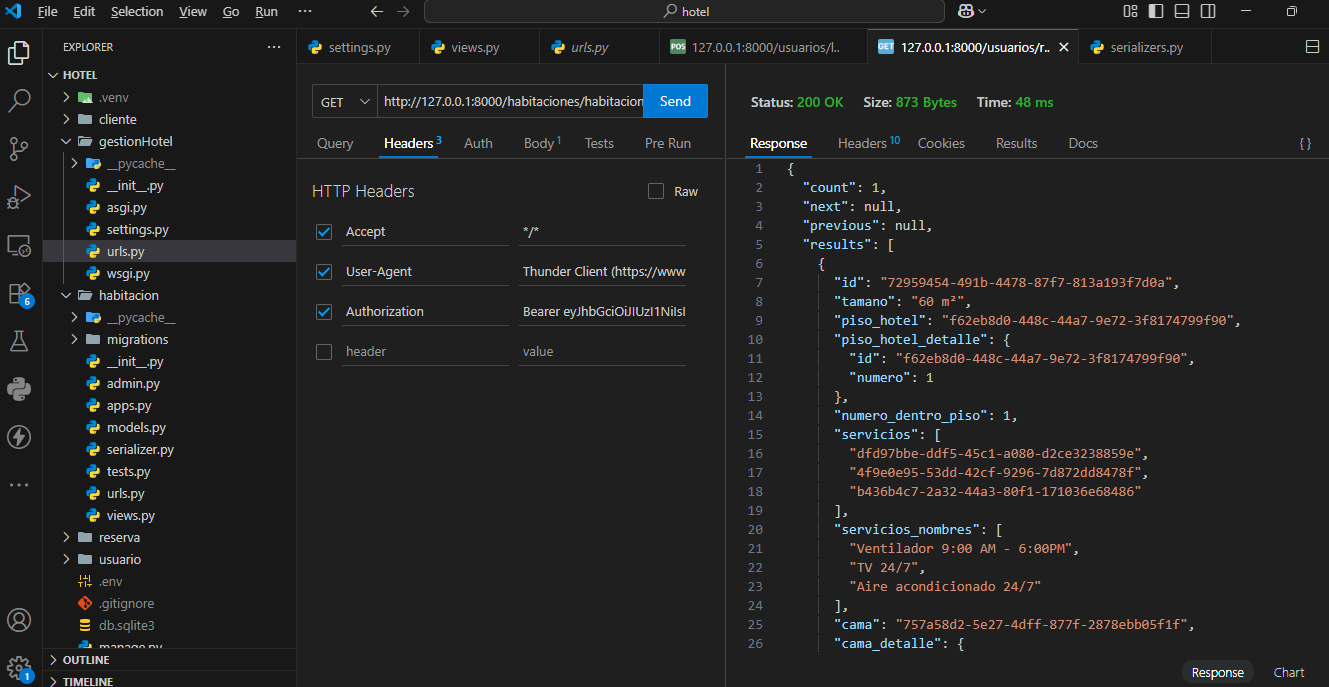 File Edit Selection View Go Run ··· hotel
EXPLORER ···
HOTEL
.venv
cliente
gestionHotel
__pycache__
__init__.py
asgi.py
settings.py
urls.py
wsgi.py
habitacion
__pycache__
migrations
__init__.py
admin.py
apps.py
models.py
serializer.py
tests.py
urls.py
views.py
reserva
usuario
.env
.gitignore
db.sqlite3
manage.py
OUTLINE
TIMELINE
6
1
settings.py views.py urls.py POS 127.0.0.1:8000/usuarios/l.. GET 127.0.0.1:8000/usuarios/r.. serializers.py
GET http://127.0.0.1:8000/habitaciones/habitacion Send
Query Headers 3 Auth Body 1 Tests Pre Run
HTTP Headers Raw
Accept */*
User-Agent Thunder Client (https://www
Authorization
header value
Status: 200 OK Size: 873 Bytes Time: 48 ms
Response Headers 10 Cookies Results Docs { }
1 {
2 "count": 1,
3 "next": null,
4 "previous": null,
5 "results": [
6 {
7 "id": "72959454-491b-4478-87f7-813a193f7d0a",
8 "tamano": "60 m²",
9 "piso_hotel": "f62eb8d0-448c-44a7-9e72-3f8174799f90",
10 "piso_hotel_detalle": {
11 "id": "f62eb8d0-448c-44a7-9e72-3f8174799f90",
12 "numero": 1
13 },
14 "numero_dentro_piso": 1,
15 "servicios": [
16 "dfd97bbe-ddf5-45c1-a080-d2ce3238859e",
17 "4f9e0e95-53dd-42cf-9296-7d872dd8478f",
18 "b436b4c7-2a32-44a3-80f1-171036e68486"
19 ],
20 "servicios_nombres": [
21 "Ventilador 9:00 AM - 6:00PM",
22 "TV 24/7",
23 "Aire acondicionado 24/7"
24 ],
25 "cama": "757a58d2-5e27-4dff-877f-2878ebb05f1f",
26 "cama_detalle": {
Response Chart